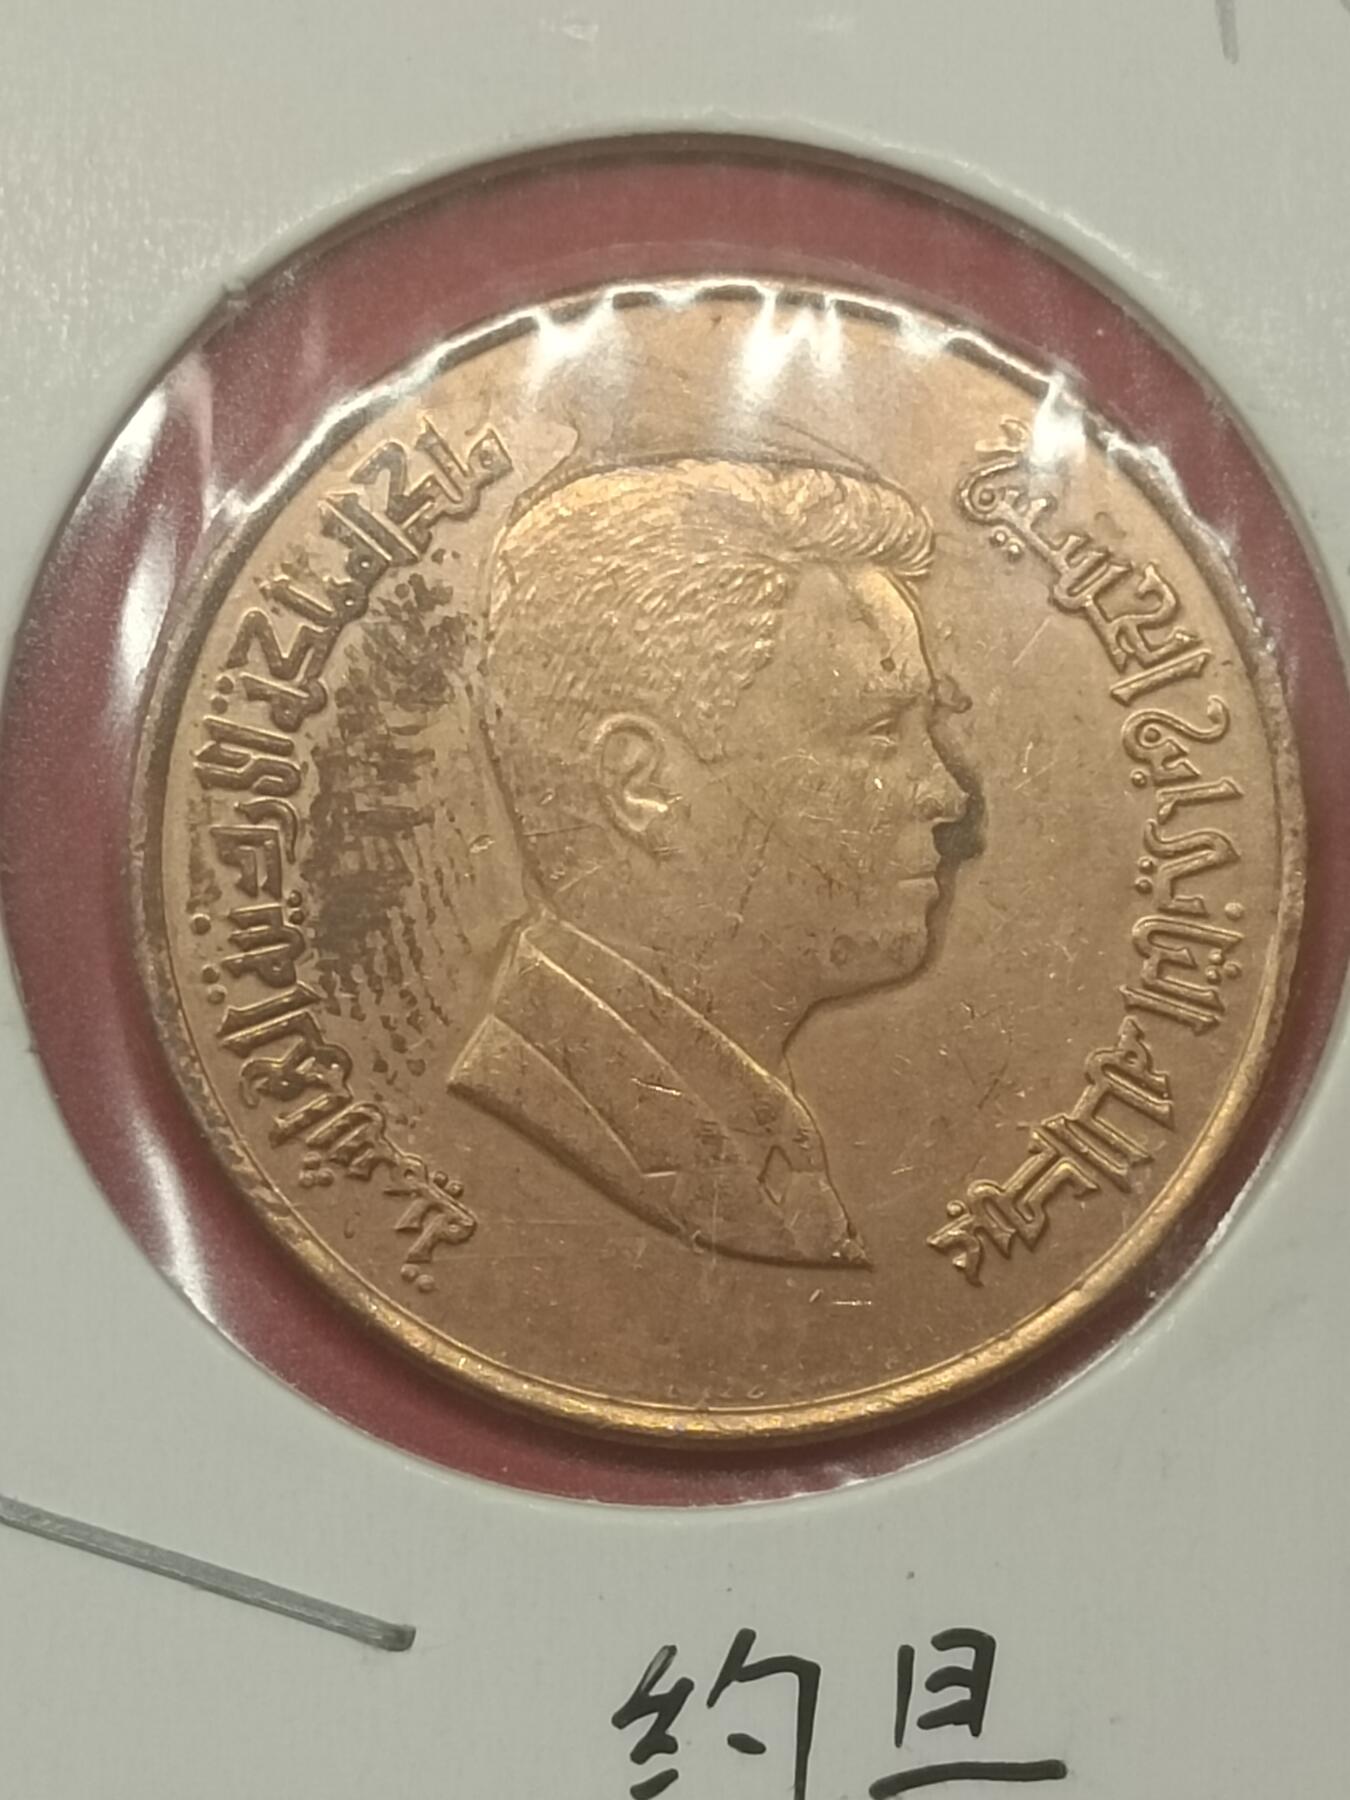 عبدالله الثاني ابن الحسين
ملك المملكة الاردنية الهاشمية
约旦